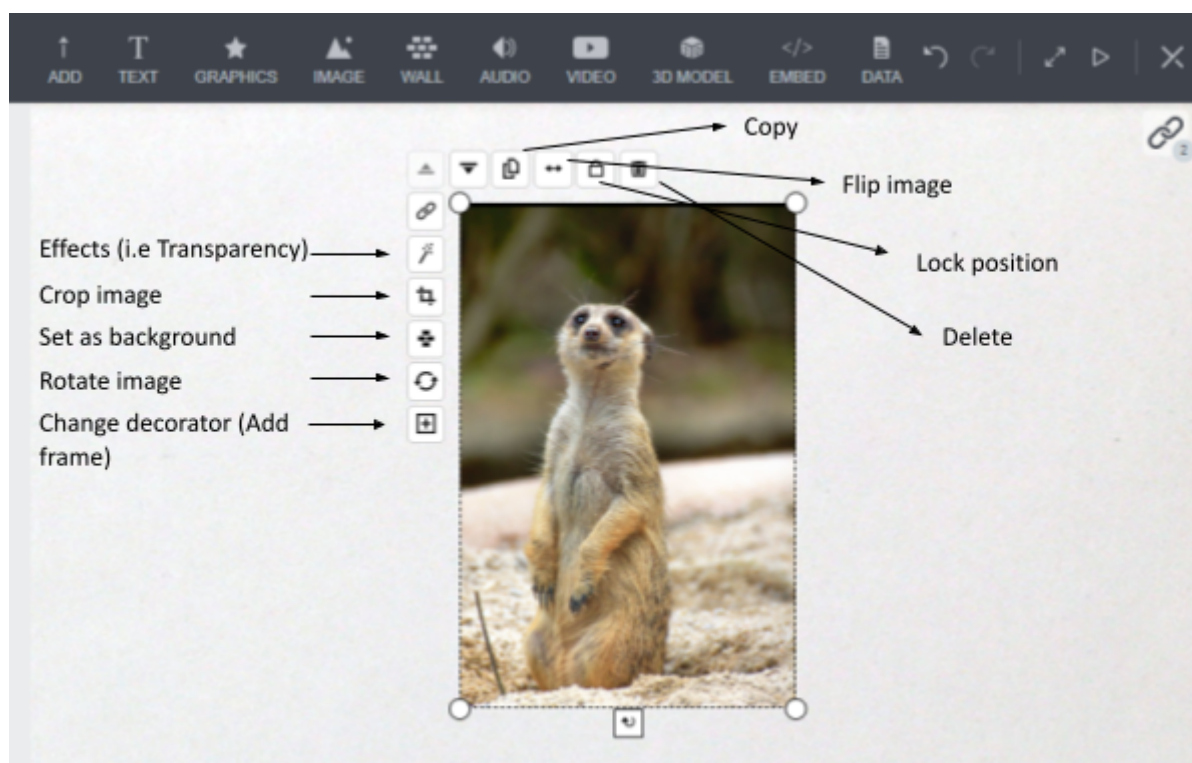 ADD TEXT GRAPHICS IMAGE WALL AUDIO VIDEO 3D MODEL EMBED DATA
2
Copy
Flip image
Lock position
Delete
Effects (i.e Transparency)
Crop image
Set as background
Rotate image
Change decorator (Add
frame)